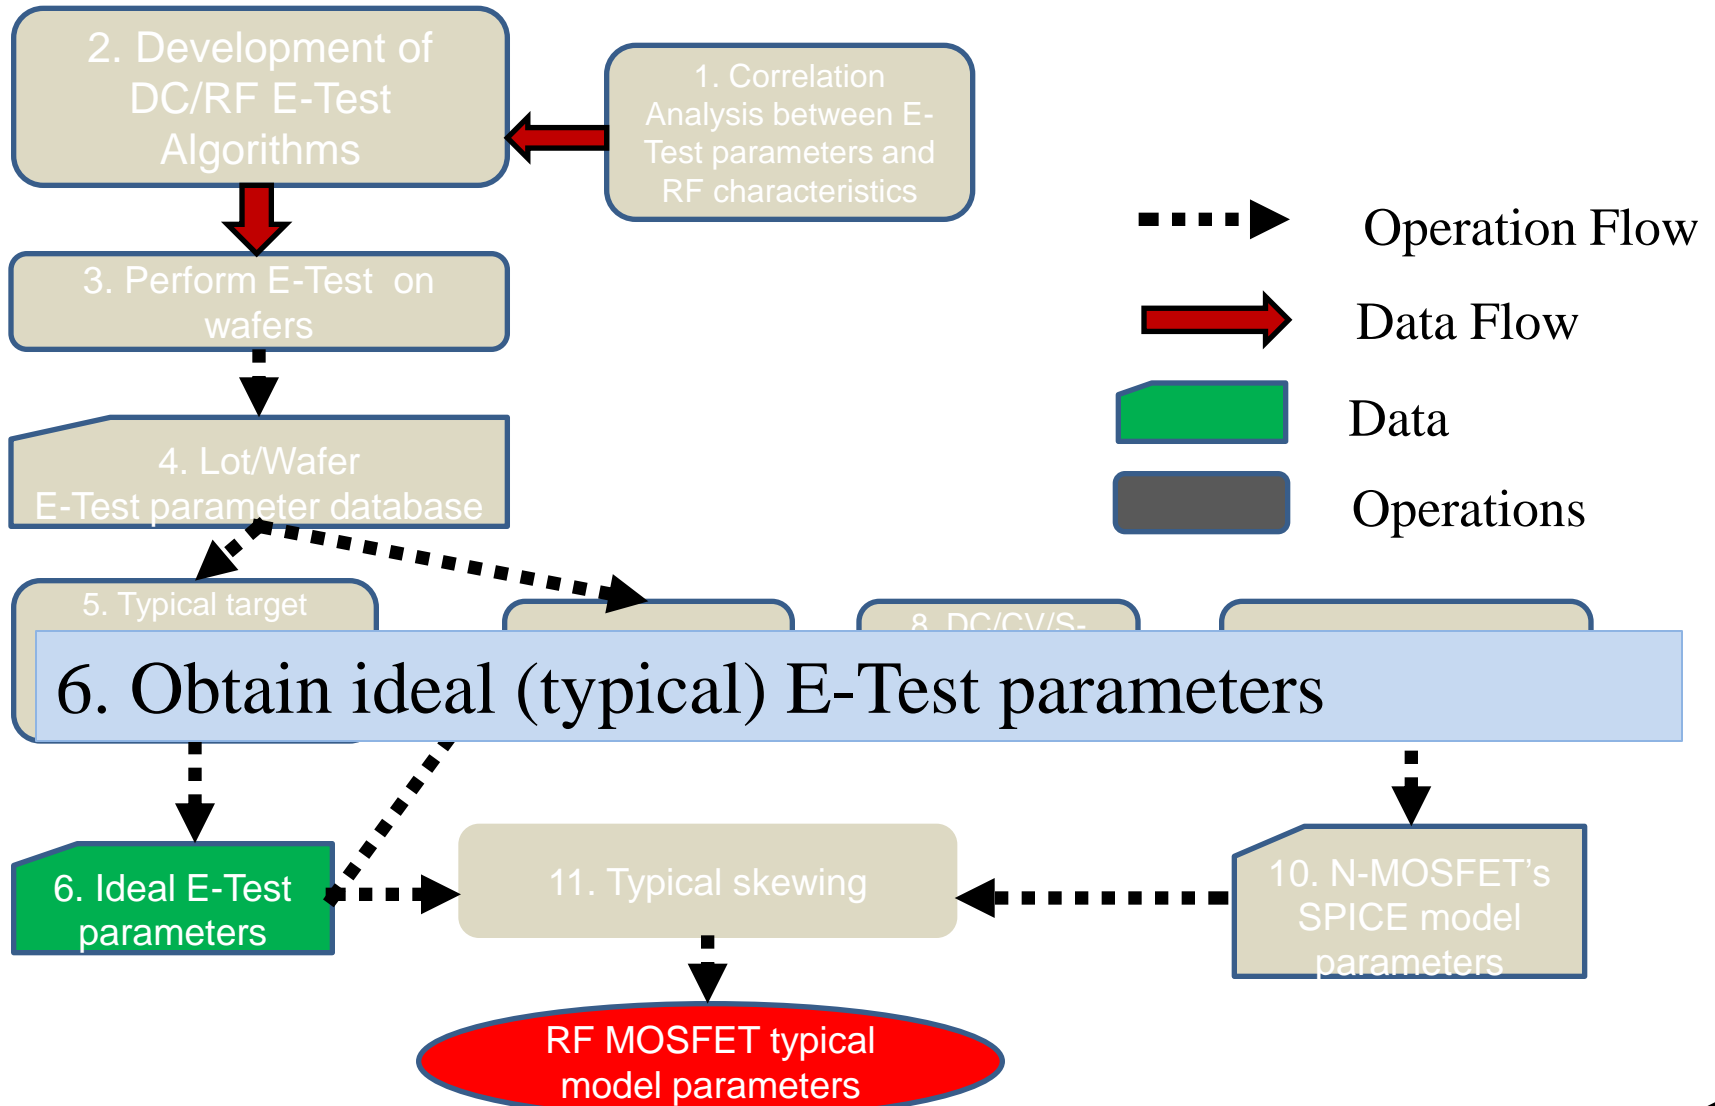 2. Development of
DC/RF E-Test
Algorithms
1. Correlation
Analysis between E-
Test parameters and
RF characteristics
Operation Flow
3. Perform E-Test on
wafers
Data Flow
Data
4. Lot/Wafer
E-Test parameter database
Operations
5. Typical target
8. DC/CV/S-
6. Obtain ideal (typical) E-Test parameters
6. Ideal E-Test
parameters
11. Typical skewing
10. N-MOSFET’s
SPICE model
parameters
RF MOSFET typical
model parameters